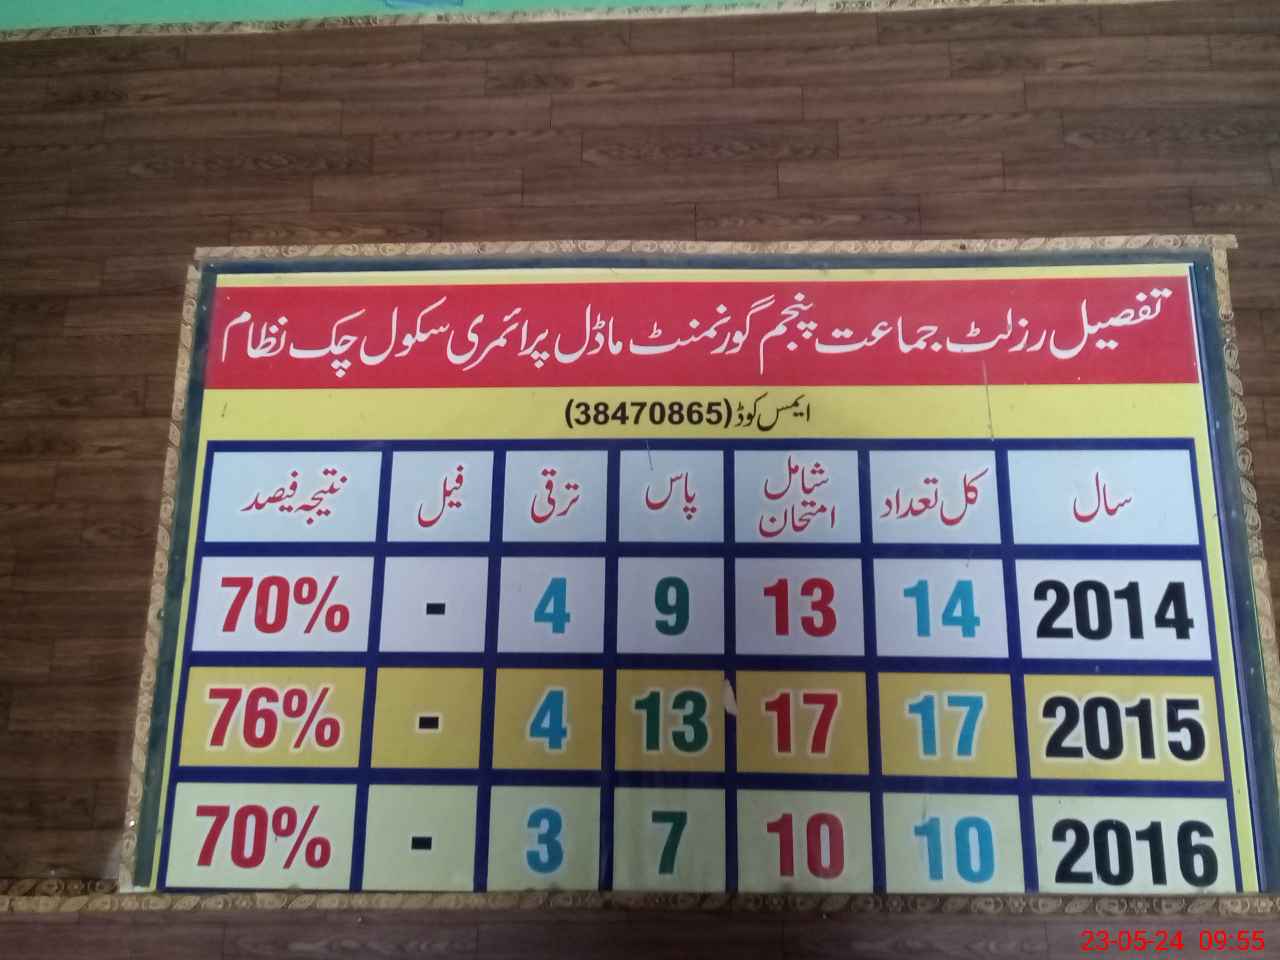 تفصیل رزلٹ جماعت پنجم گورنمنٹ ماڈل پرائمری سکول چک نظام
ایمس کوڈ (38470865)
سال کل تعداد شامل امتحان پاس ترقی فیل نتیجہ فیصد
2014 14 13 9 4 - 70%
2015 17 17 13 4 - 76%
2016 10 10 7 3 - 70%
23-05-24 09:55